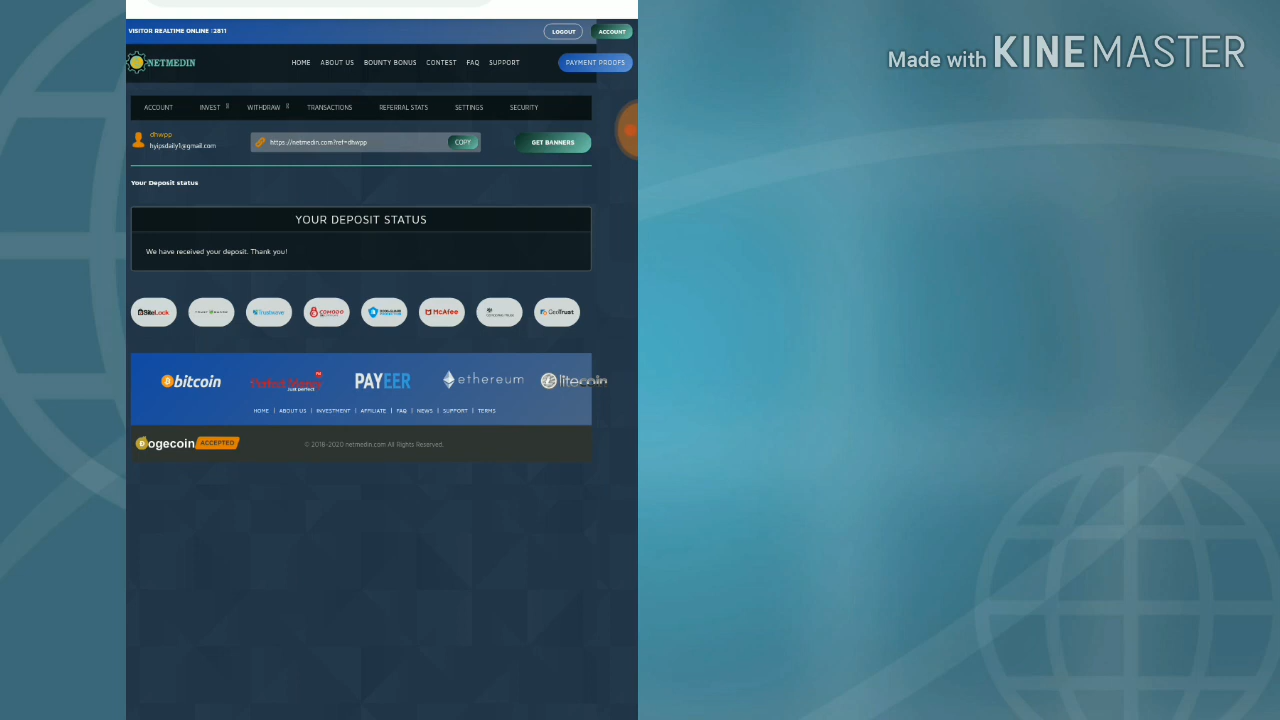 Made with KINEMASTER
VISITOR REALTIME ONLINE :2811
LOGOUT
ACCOUNT
NETMEDIN
HOME ABOUT US BOUNTY BONUS CONTEST FAQ SUPPORT
PAYMENT PROOFS
ACCOUNT INVEST WITHDRAW TRANSACTIONS REFERRAL STATS SETTINGS SECURITY
dhwpp
hyipsdaily1@gmail.com
https://netmedin.com?ref=dhwpp
COPY
GET BANNERS
Your Deposit status
YOUR DEPOSIT STATUS
We have received your deposit. Thank you!
SiteLock
Trustwave
COMODO
McAfee
GeoTrust
bitcoin
Perfect Money TM
Just perfect
PAYEER
ethereum
litecoin
HOME | ABOUT US | INVESTMENT | AFFILIATE | FAQ | NEWS | SUPPORT | TERMS
Dogecoin ACCEPTED
© 2018-2020 netmedin.com All Rights Reserved.